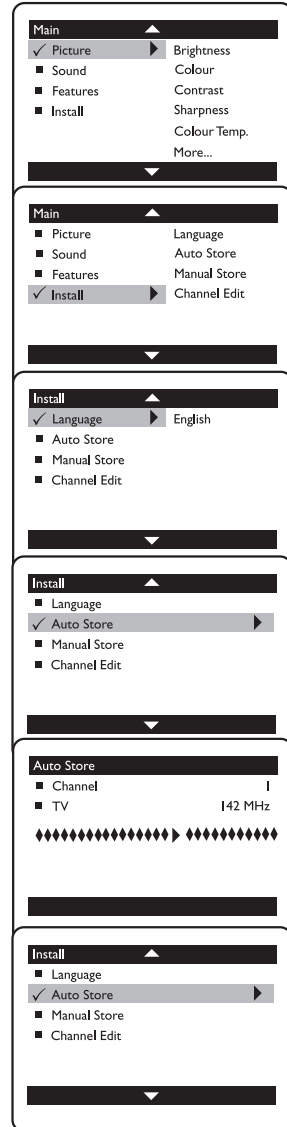 Main
✓ Picture Brightness
Sound Colour
Features Contrast
Install Sharpness
Colour Temp.
More...
Main
Picture Language
Sound Auto Store
Features Manual Store
✓ Install Channel Edit
Install
✓ Language English
Auto Store
Manual Store
Channel Edit
Install
Language
✓ Auto Store
Manual Store
Channel Edit
Auto Store
Channel 1
TV 142 MHz
Install
Language
✓ Auto Store
Manual Store
Channel Edit